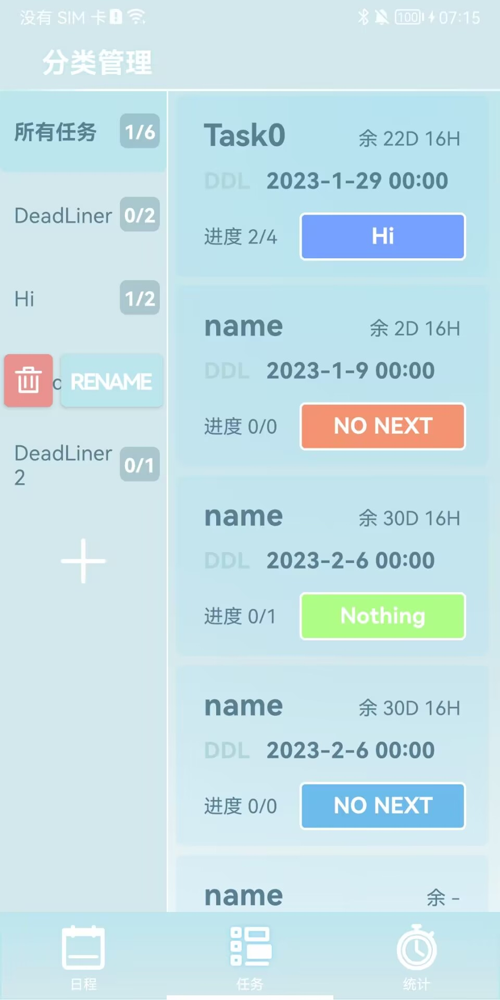 没有 SIM 卡
100
07:15
分类管理
所有任务 1/6
DeadLiner 0/2
Hi 1/2
RENAME
DeadLiner 2 0/1
Task0 余 22D 16H
DDL 2023-1-29 00:00
进度 2/4 Hi
name 余 2D 16H
DDL 2023-1-9 00:00
进度 0/0 NO NEXT
name 余 30D 16H
DDL 2023-2-6 00:00
进度 0/1 Nothing
name 余 30D 16H
DDL 2023-2-6 00:00
进度 0/0 NO NEXT
name 余 -
日程
任务
统计